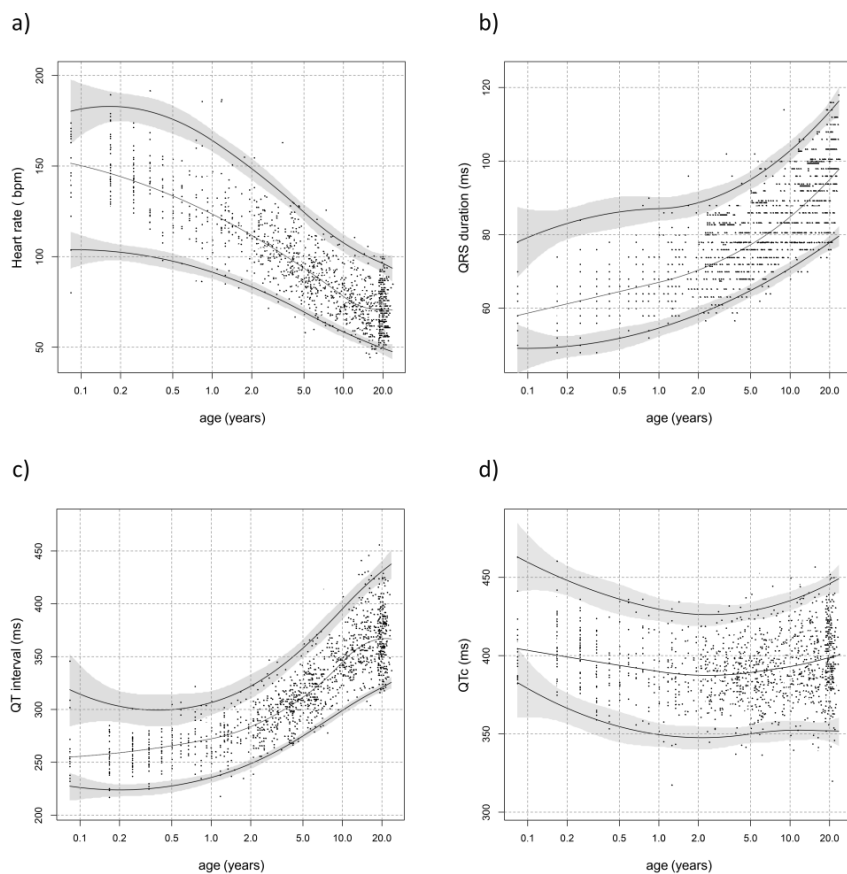 a)
Heart rate ( bpm)
200
150
100
50
0.1 0.2 0.5 1.0 2.0 5.0 10.0 20.0
age (years)
b)
QRS duration (ms)
120
100
80
60
0.1 0.2 0.5 1.0 2.0 5.0 10.0 20.0
age (years)
c)
QT interval (ms)
450
400
350
300
250
200
0.1 0.2 0.5 1.0 2.0 5.0 10.0 20.0
age (years)
d)
QTc (ms)
450
400
350
300
0.1 0.2 0.5 1.0 2.0 5.0 10.0 20.0
age (years)